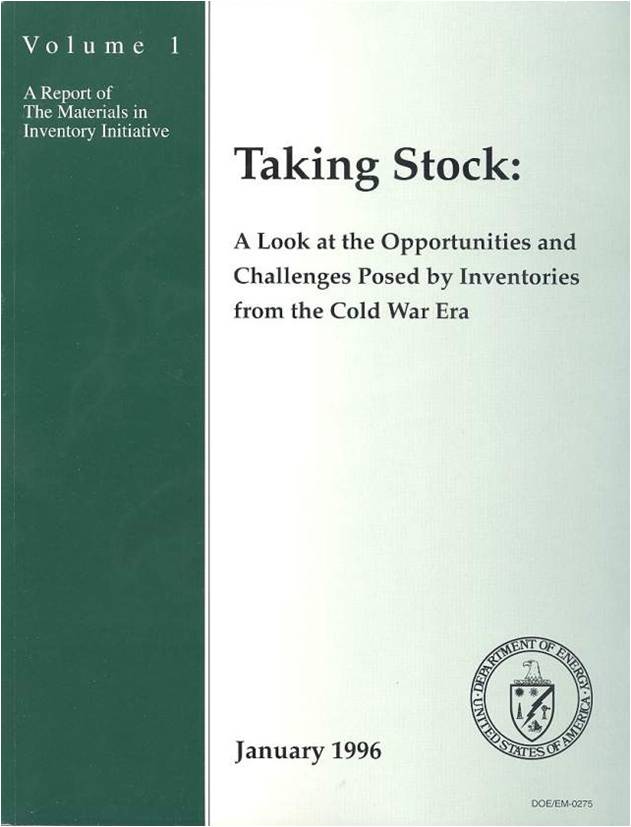 Volume 1
A Report of
The Materials in
Inventory Initiative
Taking Stock:
A Look at the Opportunities and
Challenges Posed by Inventories
from the Cold War Era
DEPARTMENT OF ENERGY
UNITED STATES OF AMERICA
January 1996
DOE/EM-0275